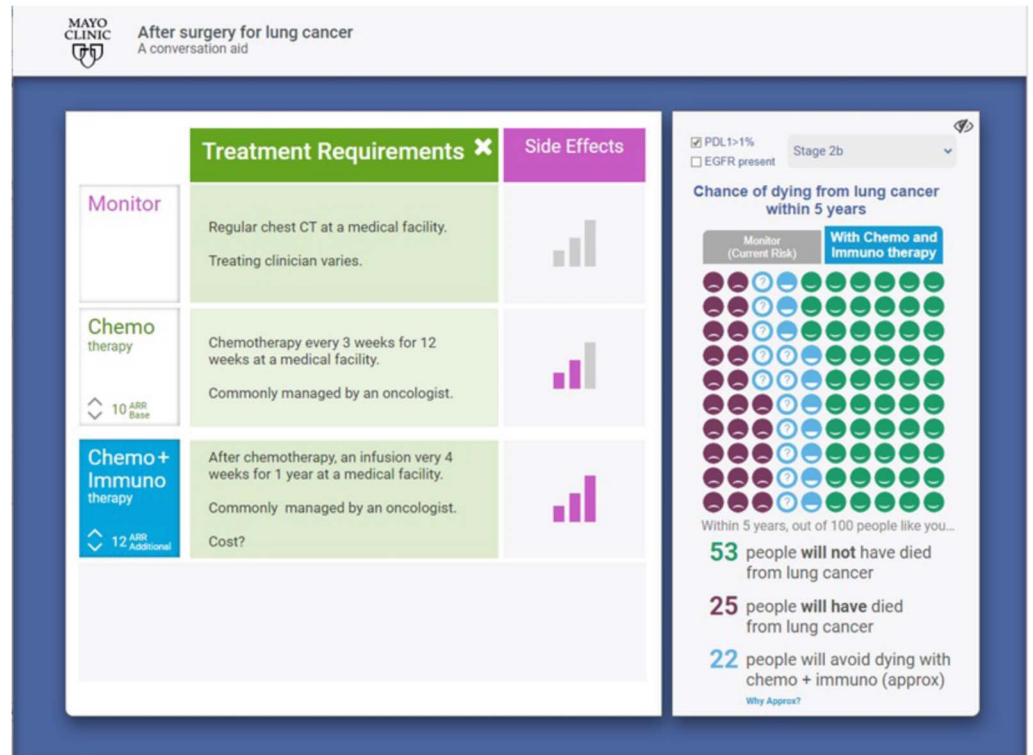 MAYO
CLINIC
After surgery for lung cancer
A conversation aid
Treatment Requirements ✖
Side Effects
Monitor
Regular chest CT at a medical facility.
Treating clinician varies.
Chemo
therapy
10 ARR
Base
Chemotherapy every 3 weeks for 12
weeks at a medical facility.
Commonly managed by an oncologist.
Chemo+
Immuno
therapy
12 ARR
Additional
After chemotherapy, an infusion very 4
weeks for 1 year at a medical facility.
Commonly managed by an oncologist.
Cost?
PDL1>1%
EGFR present
Stage 2b
Chance of dying from lung cancer
within 5 years
Monitor
(Current Risk)
With Chemo and
Immuno therapy
Within 5 years, out of 100 people like you...
53 people will not have died
from lung cancer
25 people will have died
from lung cancer
22 people will avoid dying with
chemo + immuno (approx)
Why Approx?